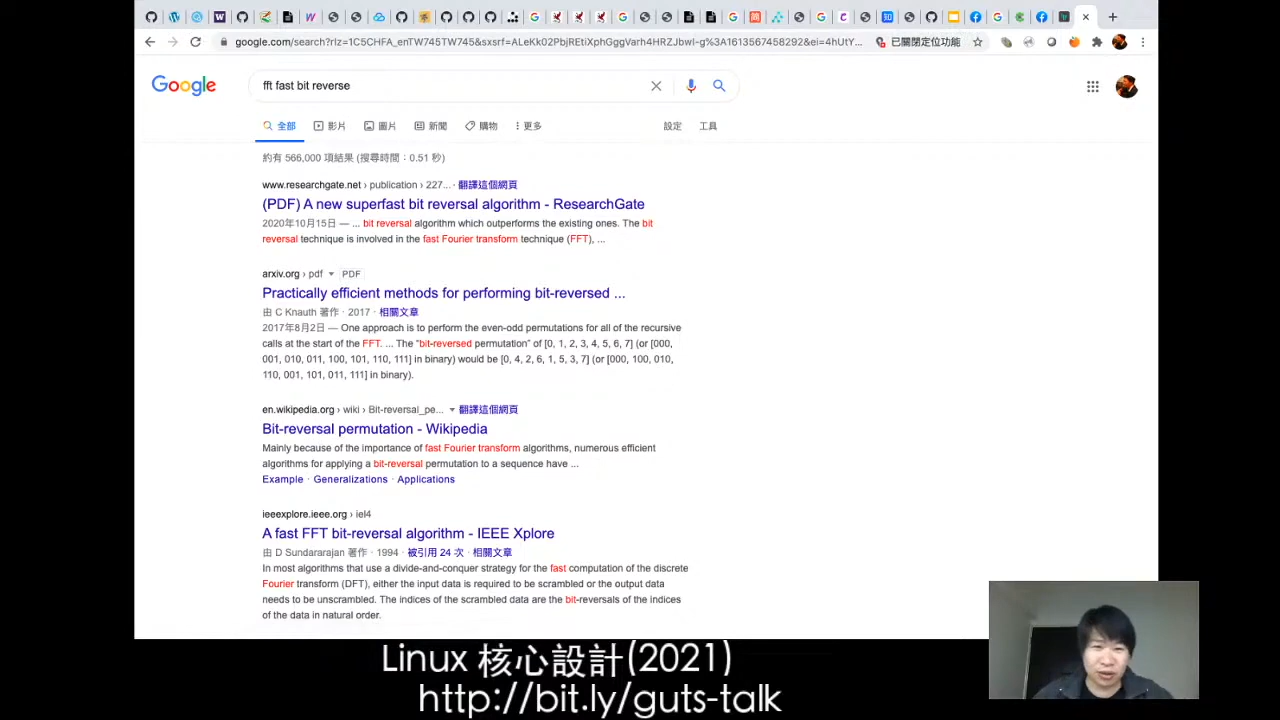 google.com/search?rlz=1C5CHFA_enTW745TW745&sxsrf=ALeKk02PbjREtiXphGggVarh4HRZJbwI-g%3A1613567458292&ei=4hUtY...
已關閉定位功能
Google
fft fast bit reverse
全部 影片 圖片 新聞 購物 更多 設定 工具
約有 566,000 項結果 (搜尋時間：0.51 秒)
www.researchgate.net › publication › 227... · 翻譯這個網頁
(PDF) A new superfast bit reversal algorithm - ResearchGate
2020年10月15日 — ... bit reversal algorithm which outperforms the existing ones. The bit
reversal technique is involved in the fast Fourier transform technique (FFT), ...
arxiv.org › pdf PDF
Practically efficient methods for performing bit-reversed ...
由 C Knauth 著作 · 2017 · 相關文章
2017年8月2日 — One approach is to perform the even-odd permutations for all of the recursive
calls at the start of the FFT. ... The "bit-reversed permutation" of [0, 1, 2, 3, 4, 5, 6, 7] (or [000,
001, 010, 011, 100, 101, 110, 111] in binary) would be [0, 4, 2, 6, 1, 5, 3, 7] (or [000, 100, 010,
110, 001, 101, 011, 111] in binary).
en.wikipedia.org › wiki › Bit-reversal_pe... 翻譯這個網頁
Bit-reversal permutation - Wikipedia
Mainly because of the importance of fast Fourier transform algorithms, numerous efficient
algorithms for applying a bit-reversal permutation to a sequence have ...
Example · Generalizations · Applications
ieeexplore.ieee.org › iel4
A fast FFT bit-reversal algorithm - IEEE Xplore
由 D Sundararajan 著作 · 1994 · 被引用 24 次 · 相關文章
In most algorithms that use a divide-and-conquer strategy for the fast computation of the discrete
Fourier transform (DFT), either the input data is required to be scrambled or the output data
needs to be unscrambled. The indices of the scrambled data are the bit-reversals of the indices
of the data in natural order.
Linux 核心設計(2021)
http://bit.ly/guts-talk